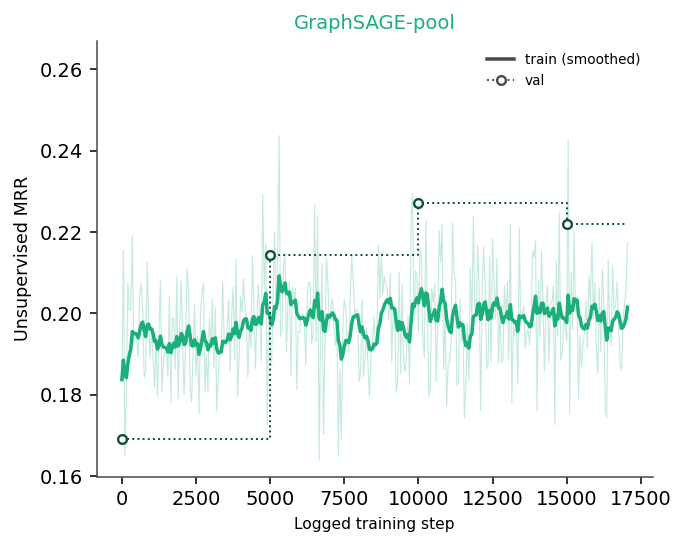 GraphSAGE-pool
train (smoothed)
val
Unsupervised MRR
0.26
0.24
0.22
0.20
0.18
0.16
0 2500 5000 7500 10000 12500 15000 17500
Logged training step